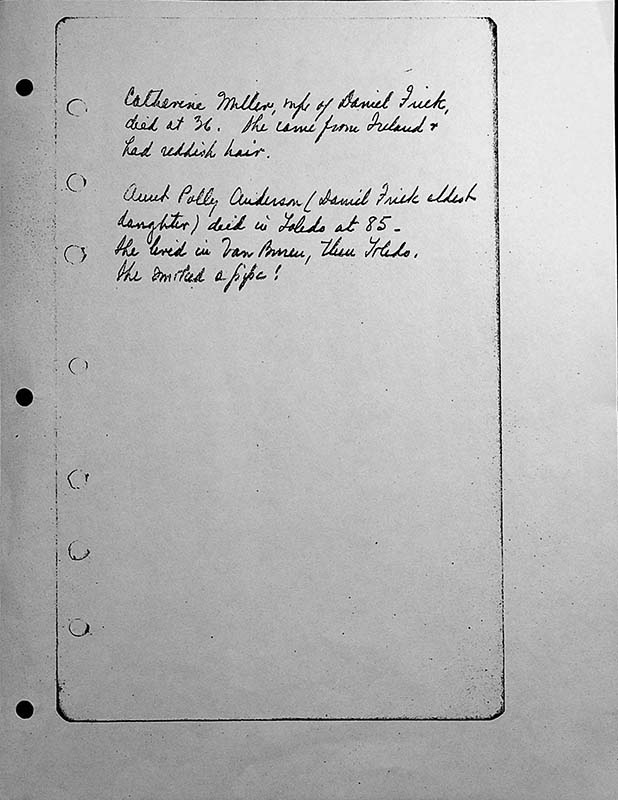 Catherine Miller, wife of Daniel Frick,
died at 36. She came from Ireland &
had reddish hair.
Aunt Polly Anderson (Daniel Frick eldest
daughter) died in Toledo at 85 -
She lived in Van Buren, then Toledo.
She smoked a pipe!